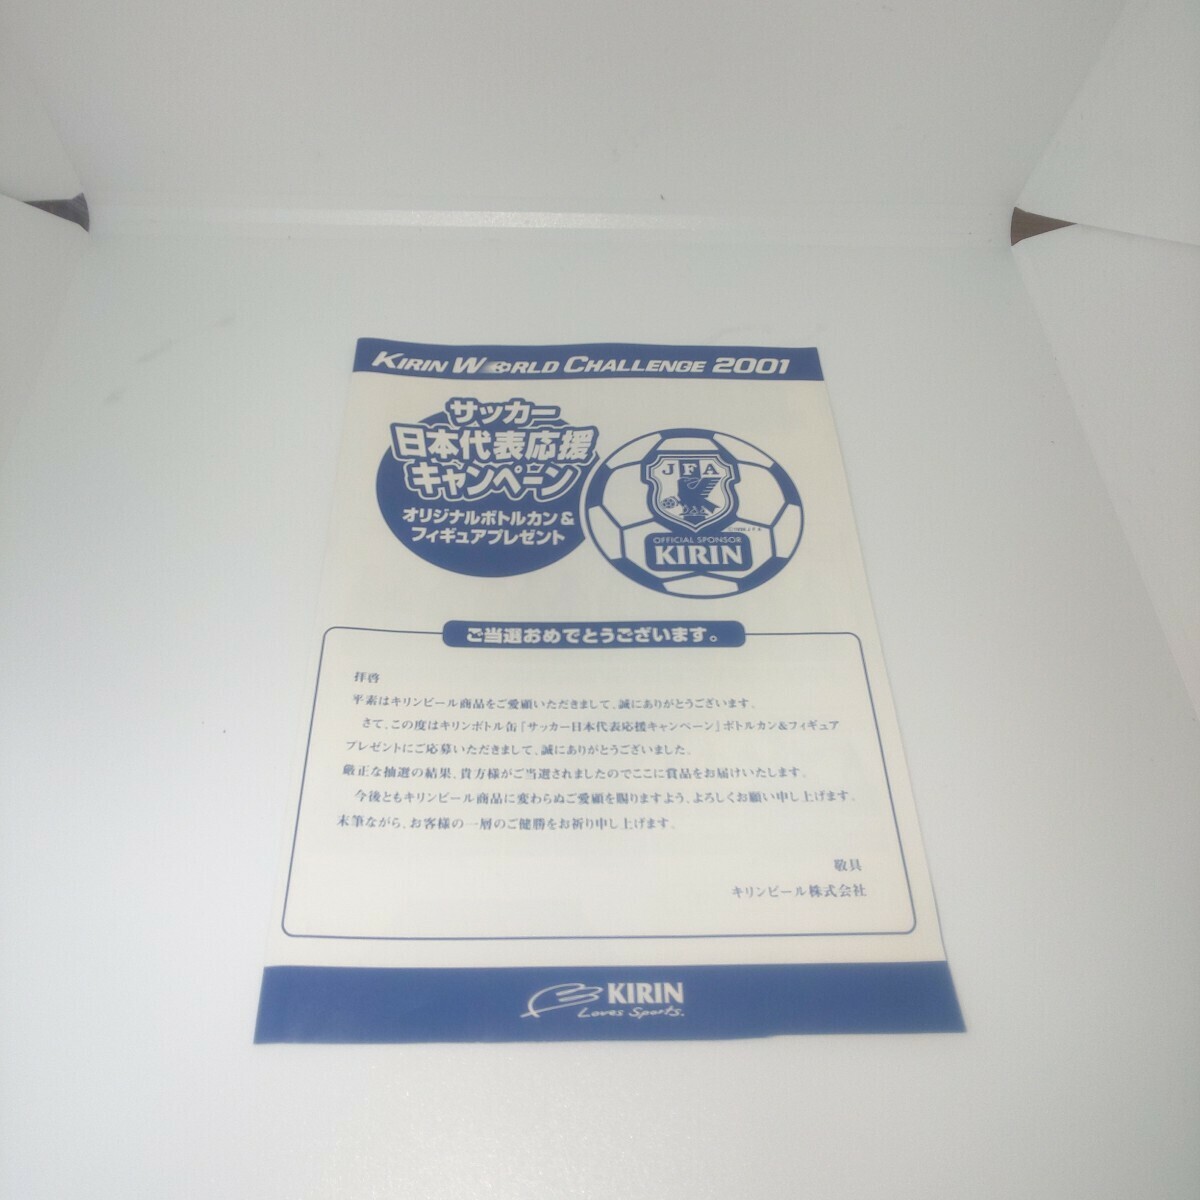 KIRIN WORLD CHALLENGE 2001
サッカー
日本代表応援
キャンペーン
オリジナルボトルカン&
フィギュアプレゼント
JFA
OFFICIAL SPONSOR
KIRIN
ご当選おめでとうございます。
拝啓
平素はキリンビール商品をご愛顧いただきまして、誠にありがとうございます。
さて、この度はキリンボトル缶「サッカー日本代表応援キャンペーン」ボトルカン&フィギュア
プレゼントにご応募いただきまして、誠にありがとうございました。
厳正な抽選の結果、貴方様がご当選されましたのでここに賞品をお届けいたします。
今後ともキリンビール商品に変わらぬご愛顧を賜りますよう、よろしくお願い申し上げます。
末筆ながら、お客様の一層のご健勝をお祈り申し上げます。
敬具
キリンビール株式会社
KIRIN
Loves Sports.